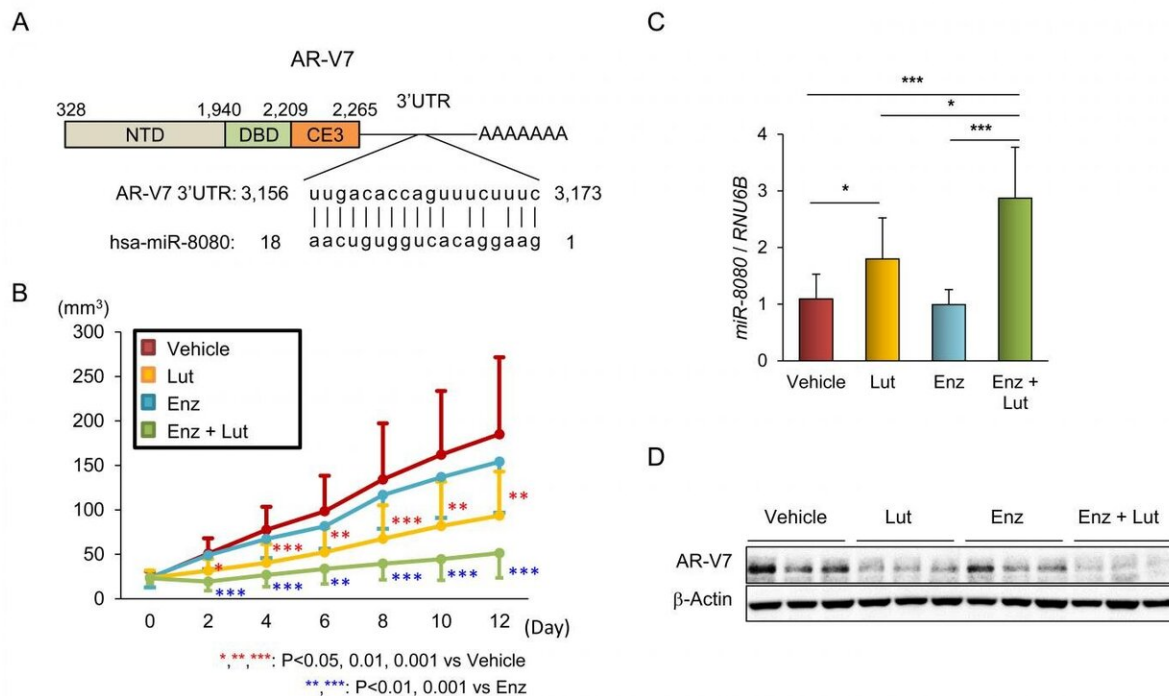 A
AR-V7
328 1,940 2,209 2,265 3'UTR
NTD DBD CE3 AAAAAAA
AR-V7 3'UTR: 3,156 uugacaccaguuucuuuc 3,173
hsa-miR-8080: 18 aacuguggucacaggaag 1
B
(mm³)
300
250
200
150
100
50
0
Vehicle
Lut
Enz
Enz + Lut
** ** *** ** *** *
*** *** *** ** *** ***
0 2 4 6 8 10 12 (Day)
*,**,***: P<0.05, 0.01, 0.001 vs Vehicle
**,***: P<0.01, 0.001 vs Enz
C
***
*
***
*
4
3
2
1
0
miR-8080 / RNU6B
Vehicle Lut Enz Enz +
Lut
D
Vehicle Lut Enz Enz + Lut
AR-V7
β-Actin